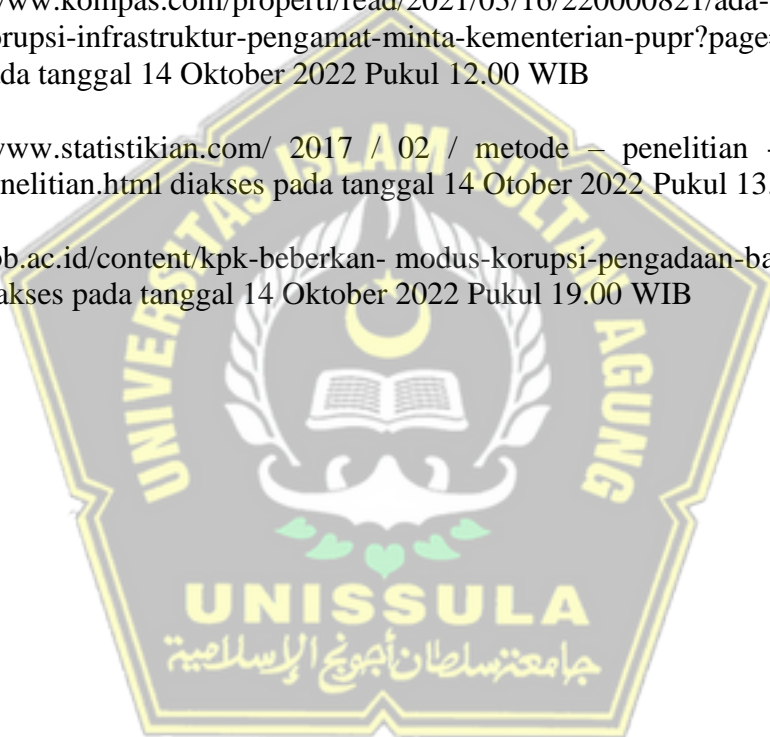 www.kompas.com/properti/read/2021/03/16/220000821/ada-
orupsi-infrastruktur-pengamat-minta-kementerian-pupr?page=
da tanggal 14 Oktober 2022 Pukul 12.00 WIB
www.statistikian.com/ 2017 / 02 / metode – penelitian -
nelitian.html diakses pada tanggal 14 Otober 2022 Pukul 13.
ob.ac.id/content/kpk-beberkan- modus-korupsi-pengadaan-ba
akses pada tanggal 14 Oktober 2022 Pukul 19.00 WIB
UNIVERSITAS ISLAM SULTAN AGUNG
UNISSULA
جامعتسلطان أجونج الإسلامية